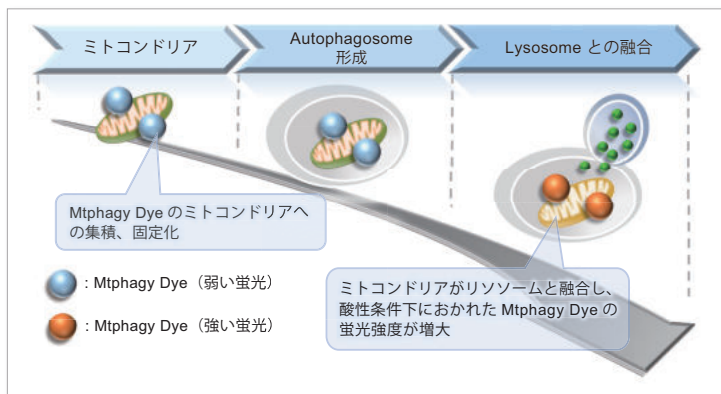 ミトコンドリア
Autophagosome
形成
Lysosome との融合
Mtphagy Dye のミトコンドリアへ
の集積、固定化
: Mtphagy Dye（弱い蛍光）
: Mtphagy Dye（強い蛍光）
ミトコンドリアがリソソームと融合し、
酸性条件下におかれた Mtphagy Dye の
蛍光強度が増大